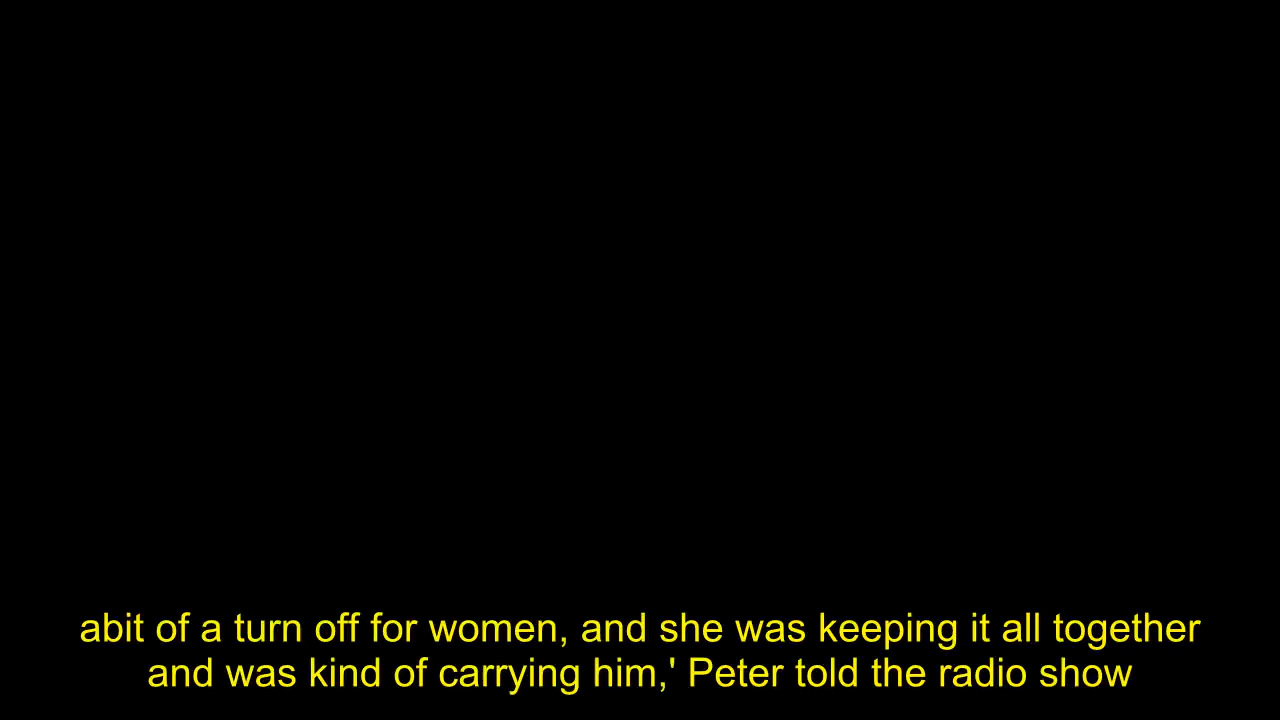 abit of a turn off for women, and she was keeping it all together
and was kind of carrying him,' Peter told the radio show